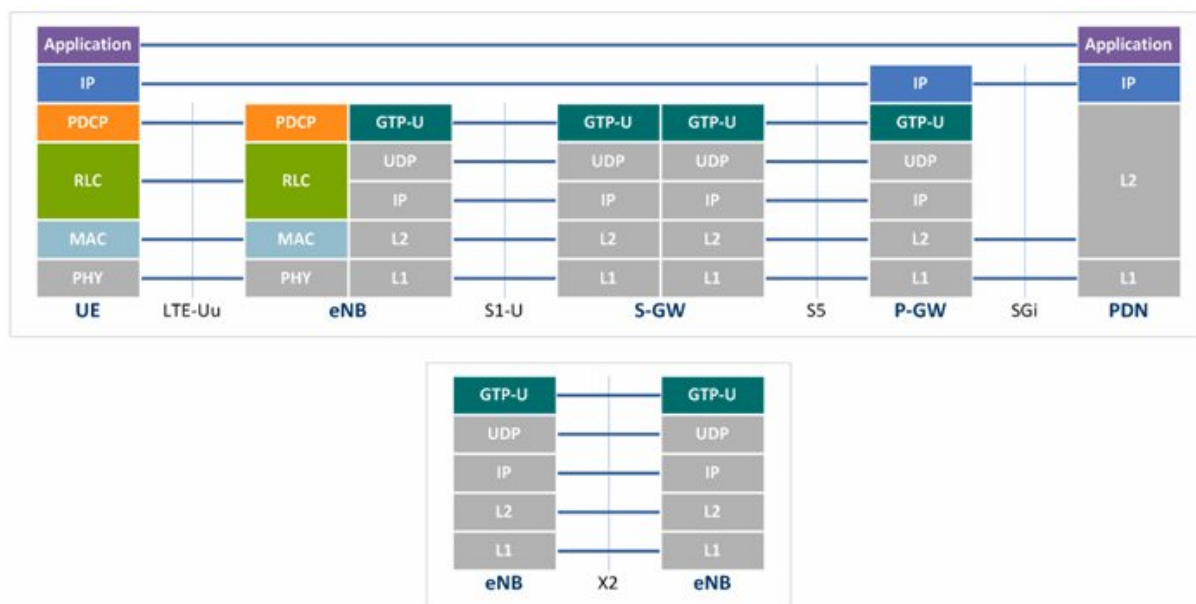 Application Application
IP IP IP
PDCP PDCP GTP-U GTP-U GTP-U GTP-U
UDP UDP UDP UDP
RLC RLC L2
IP IP IP IP
MAC MAC L2 L2 L2 L2
PHY PHY L1 L1 L1 L1 L1
UE LTE-Uu eNB S1-U S-GW S5 P-GW SGi PDN
GTP-U GTP-U
UDP UDP
IP IP
L2 L2
L1 L1
eNB X2 eNB